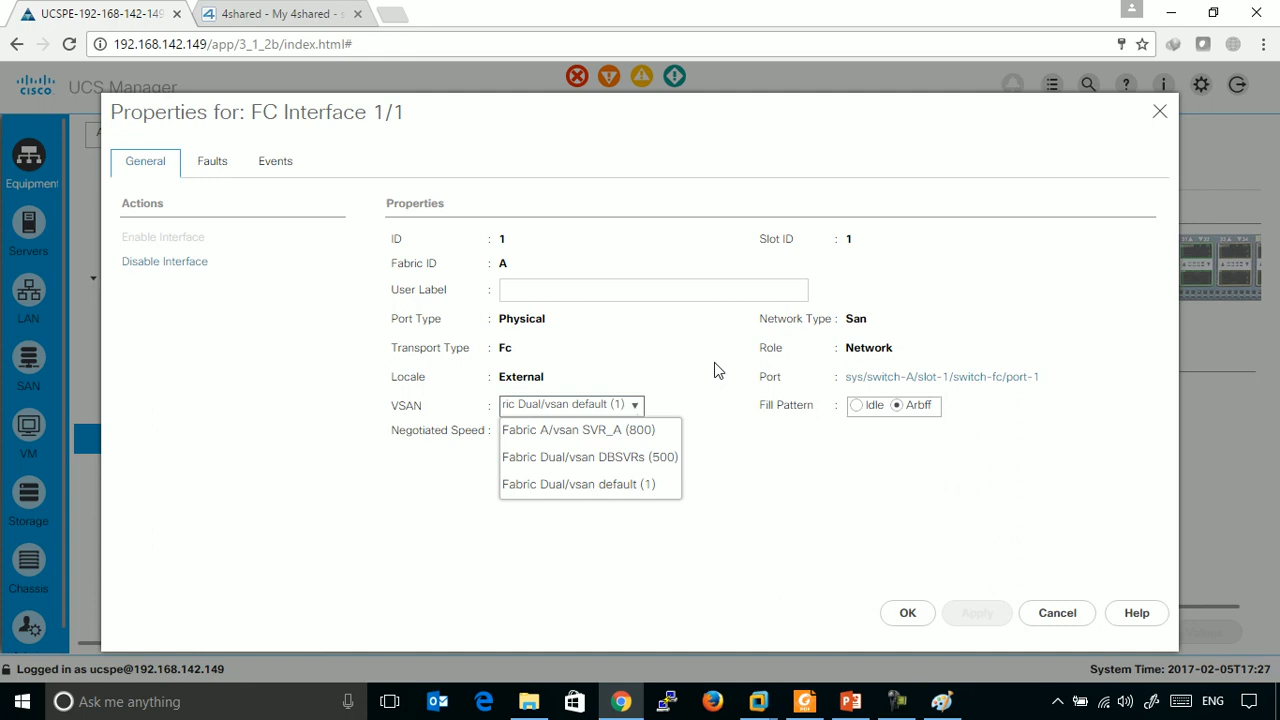 UCSPE-192-168-142-149
4shared - My 4shared - s
192.168.142.149/app/3_1_2b/index.html#
CISCO
UCS Manager
Properties for: FC Interface 1/1
General
Faults
Events
Equipment
Servers
LAN
SAN
VM
Storage
Chassis
Actions
Enable Interface
Disable Interface
Properties
ID : 1
Slot ID : 1
Fabric ID : A
User Label :
Port Type : Physical
Network Type : San
Transport Type : Fc
Role : Network
Locale : External
Port : sys/switch-A/slot-1/switch-fc/port-1
VSAN : ric Dual/vsan default (1)
Fill Pattern : Idle Arbff
Negotiated Speed :
Fabric A/vsan SVR_A (800)
Fabric Dual/vsan DBSVRs (500)
Fabric Dual/vsan default (1)
OK
Apply
Cancel
Help
Logged in as ucspe@192.168.142.149
System Time: 2017-02-05T17:27
Ask me anything
ENG